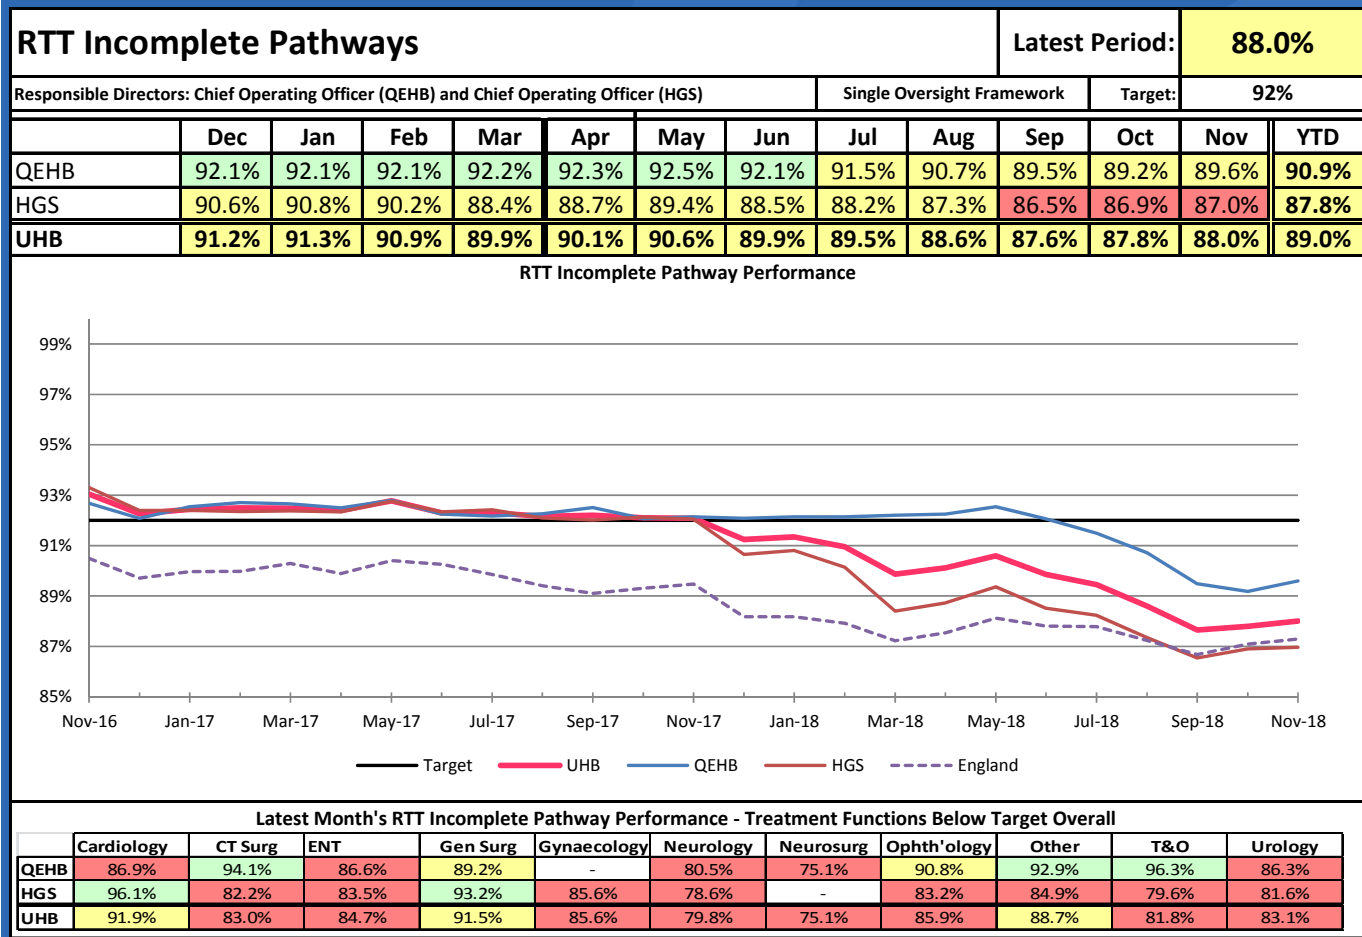 RTT Incomplete Pathways Latest Period: 88.0%
Responsible Directors: Chief Operating Officer (QEHB) and Chief Operating Officer (HGS) Single Oversight Framework Target: 92%
Dec Jan Feb Mar Apr May Jun Jul Aug Sep Oct Nov YTD
QEHB 92.1% 92.1% 92.1% 92.2% 92.3% 92.5% 92.1% 91.5% 90.7% 89.5% 89.2% 89.6% 90.9%
HGS 90.6% 90.8% 90.2% 88.4% 88.7% 89.4% 88.5% 88.2% 87.3% 86.5% 86.9% 87.0% 87.8%
UHB 91.2% 91.3% 90.9% 89.9% 90.1% 90.6% 89.9% 89.5% 88.6% 87.6% 87.8% 88.0% 89.0%
RTT Incomplete Pathway Performance
99%
97%
95%
93%
91%
89%
87%
85%
Nov-16 Jan-17 Mar-17 May-17 Jul-17 Sep-17 Nov-17 Jan-18 Mar-18 May-18 Jul-18 Sep-18 Nov-18
Target UHB QEHB HGS England
Latest Month's RTT Incomplete Pathway Performance - Treatment Functions Below Target Overall
Cardiology CT Surg ENT Gen Surg Gynaecology Neurology Neurosurg Ophth'ology Other T&O Urology
QEHB 86.9% 94.1% 86.6% 89.2% - 80.5% 75.1% 90.8% 92.9% 96.3% 86.3%
HGS 96.1% 82.2% 83.5% 93.2% 85.6% 78.6% - 83.2% 84.9% 79.6% 81.6%
UHB 91.9% 83.0% 84.7% 91.5% 85.6% 79.8% 75.1% 85.9% 88.7% 81.8% 83.1%